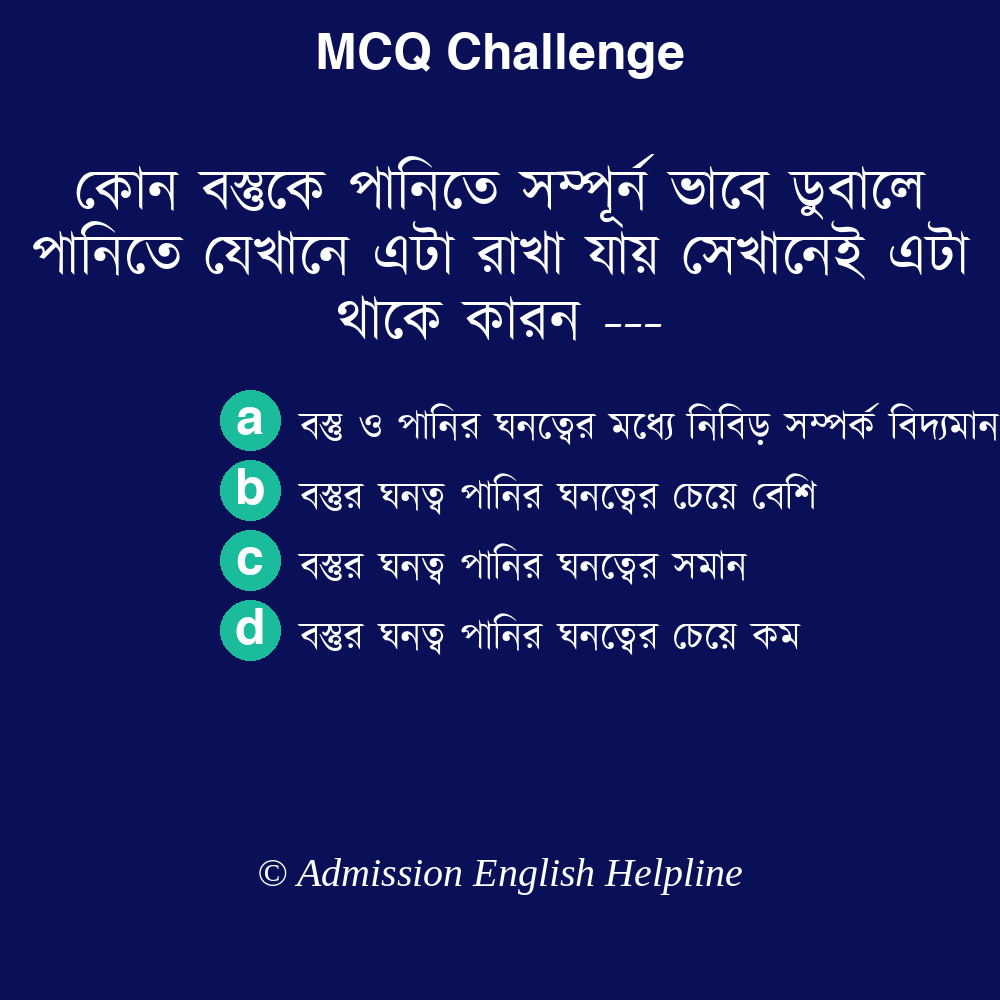 MCQ Challenge
কোন বস্তুকে পানিতে সম্পূর্ন ভাবে ডুবালে
পানিতে যেখানে এটা রাখা যায় সেখানেই এটা
থাকে কারন ---
a বস্তু ও পানির ঘনত্বের মধ্যে নিবিড় সম্পর্ক বিদ্যমান
b বস্তুর ঘনত্ব পানির ঘনত্বের চেয়ে বেশি
c বস্তুর ঘনত্ব পানির ঘনত্বের সমান
d বস্তুর ঘনত্ব পানির ঘনত্বের চেয়ে কম
© Admission English Helpline